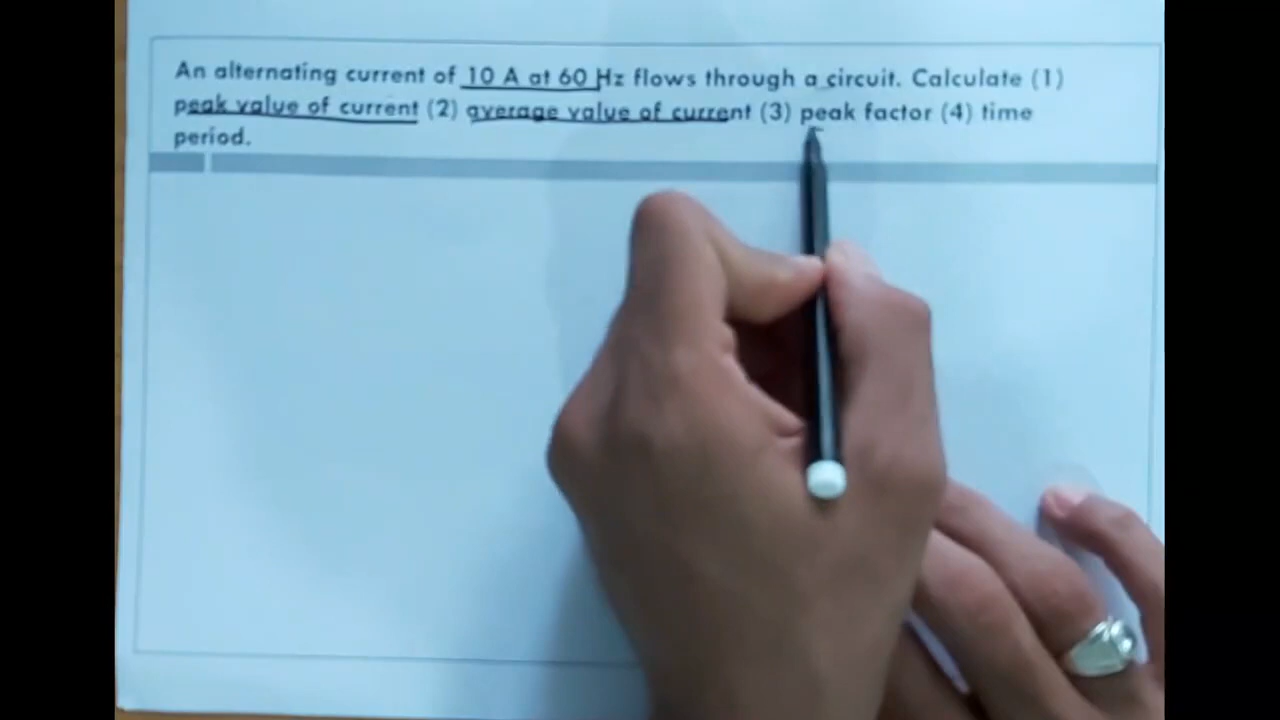 An alternating current of 10 A at 60 Hz flows through a circuit. Calculate (1)
peak value of current (2) average value of current (3) peak factor (4) time
period.